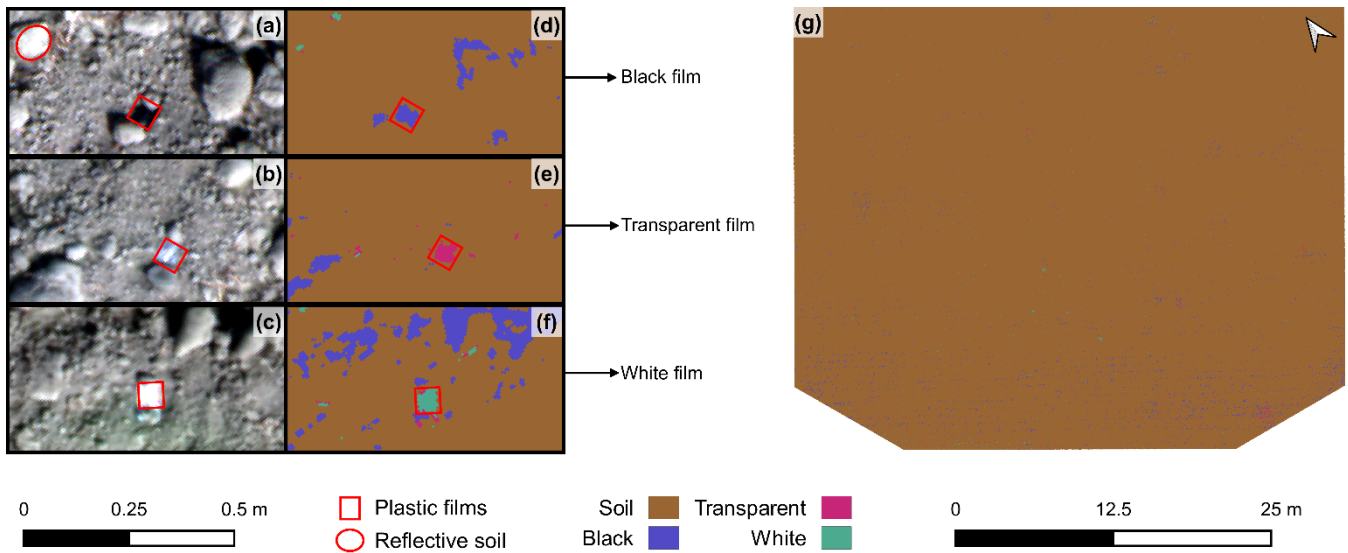 (a)
(d)
Black film
(b)
(e)
Transparent film
(c)
(f)
White film
(g)
0 0.25 0.5 m
Plastic films
Reflective soil
Soil Transparent
Black White
0 12.5 25 m